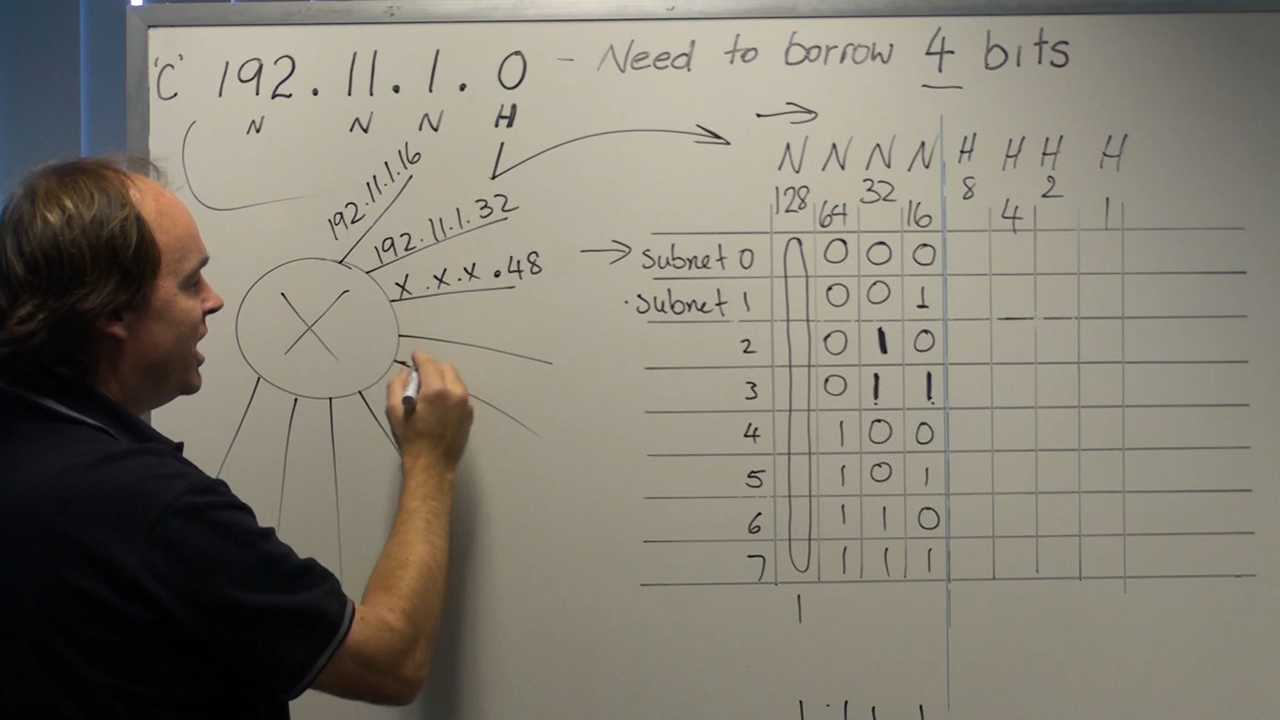 'C' 192.11.1.0 - Need to borrow 4 bits
N N N H
192.11.1.16
192.11.1.32
x.x.x.48
X
N N N N H H H H
128 64 32 16 8 4 2 1
→ Subnet 0 0 0 0
· Subnet 1 0 0 1
2 0 1 0
3 0 1 1
4 1 0 0
5 1 0 1
6 1 1 0
7 1 1 1
1